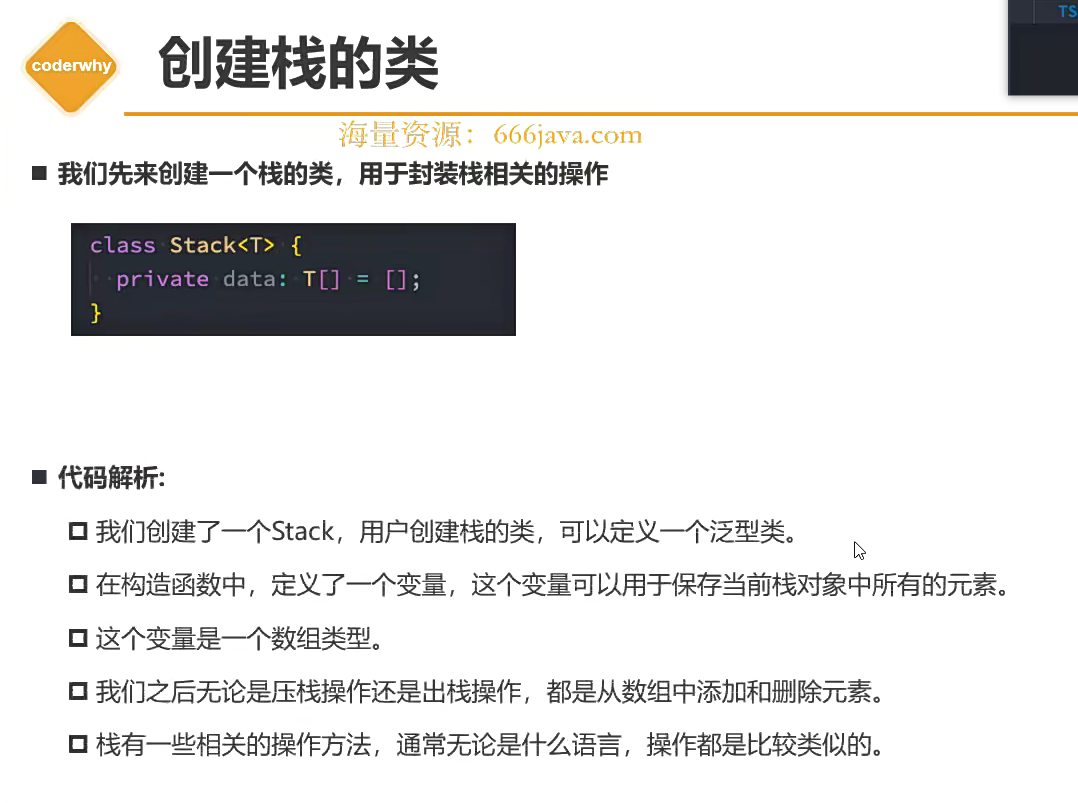 TS
coderwhy
创建栈的类
海量资源：666java.com
我们先来创建一个栈的类，用于封装栈相关的操作
class Stack<T> {
private data: T[] = [];
}
代码解析:
我们创建了一个Stack，用户创建栈的类，可以定义一个泛型类。
在构造函数中，定义了一个变量，这个变量可以用于保存当前栈对象中所有的元素。
这个变量是一个数组类型。
我们之后无论是压栈操作还是出栈操作，都是从数组中添加和删除元素。
栈有一些相关的操作方法，通常无论是什么语言，操作都是比较类似的。